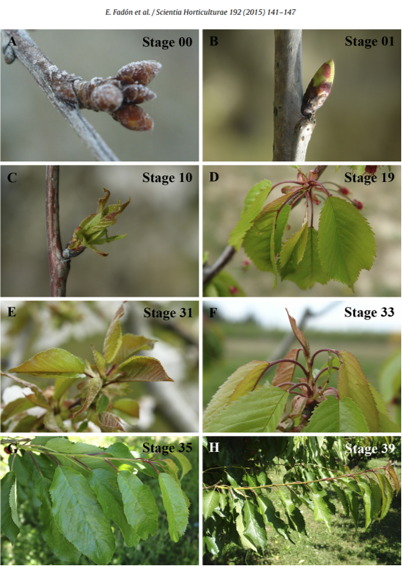 E. Fadón et al. / Scientia Horticulturae 192 (2015) 141–147
A Stage 00
B Stage 01
C Stage 10
D Stage 19
E Stage 31
F Stage 33
Stage 35
H Stage 39